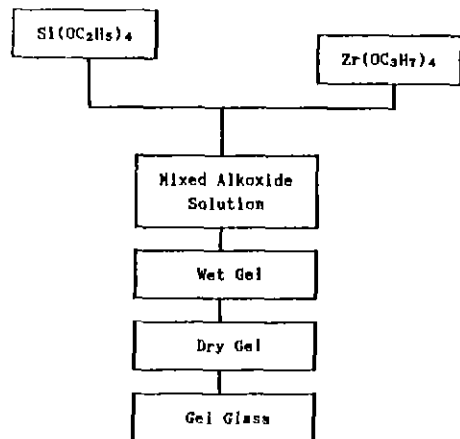 Si(OC₂H₅)₄
Zr(OC₃H₇)₄
Mixed Alkoxide
Solution
Wet Gel
Dry Gel
Gel Glass